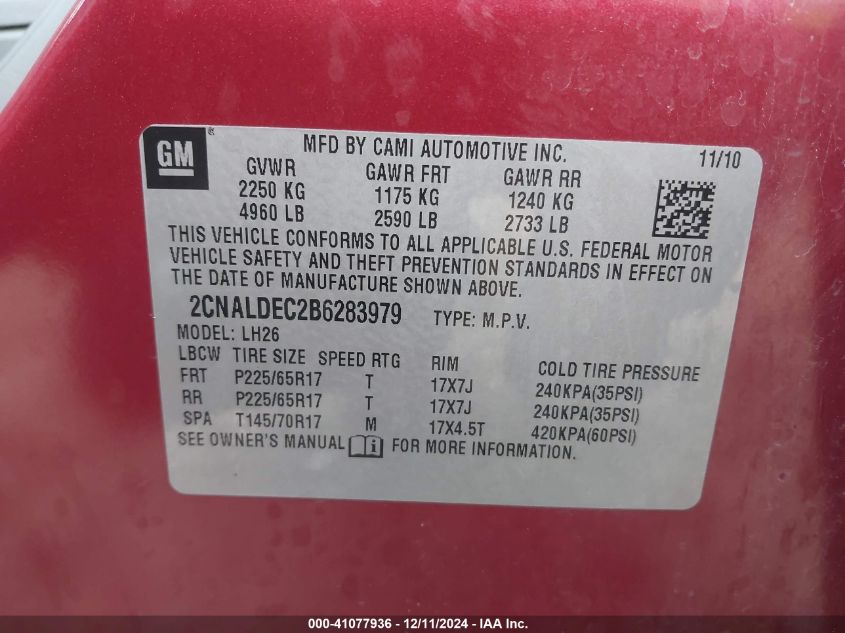 GM ®
MFD BY CAMI AUTOMOTIVE INC. 11/10
GVWR GAWR FRT GAWR RR
2250 KG 1175 KG 1240 KG
4960 LB 2590 LB 2733 LB
THIS VEHICLE CONFORMS TO ALL APPLICABLE U.S. FEDERAL MOTOR
VEHICLE SAFETY AND THEFT PREVENTION STANDARDS IN EFFECT ON
THE DATE OF MANUFACTURE SHOWN ABOVE.
2CNALDEC2B6283979 TYPE: M.P.V.
MODEL: LH26
LBCW TIRE SIZE SPEED RTG RIM COLD TIRE PRESSURE
FRT P225/65R17 T 17X7J 240KPA(35PSI)
RR P225/65R17 T 17X7J 240KPA(35PSI)
SPA T145/70R17 M 17X4.5T 420KPA(60PSI)
SEE OWNER'S MANUAL i FOR MORE INFORMATION.
000-41077936 - 12/11/2024 - IAA Inc.